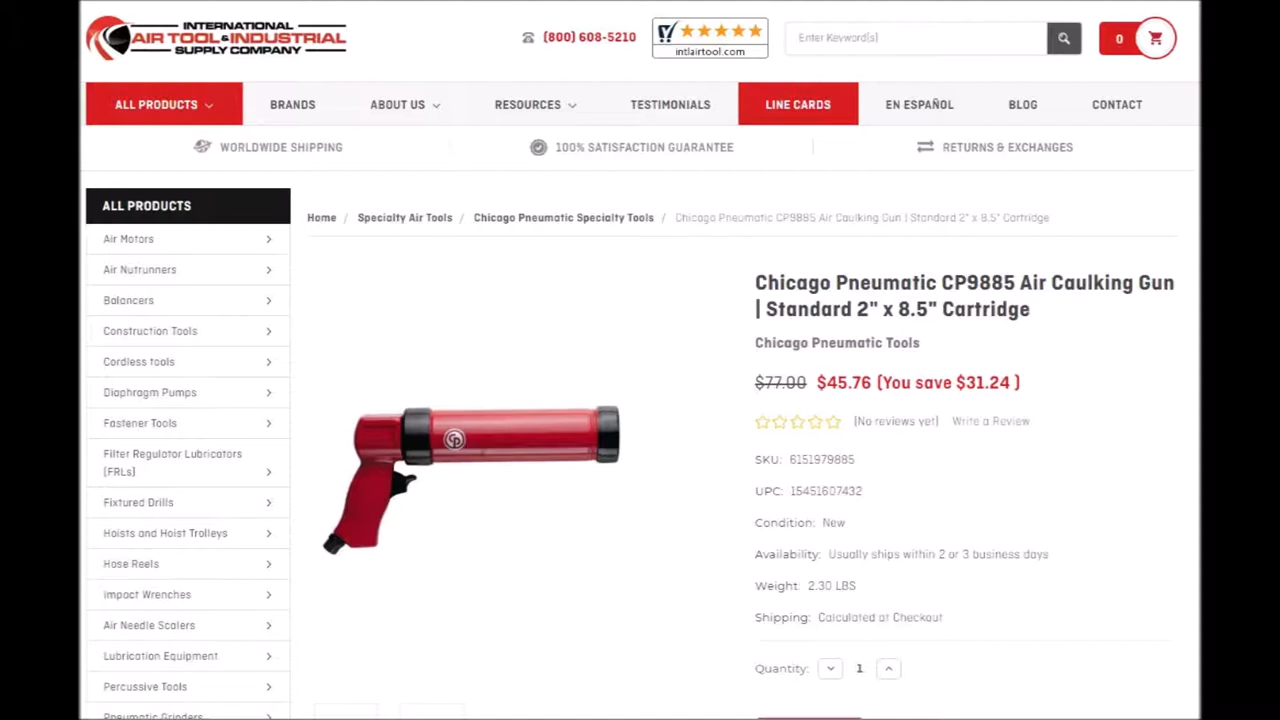 INTERNATIONAL
AIR TOOL & INDUSTRIAL
SUPPLY COMPANY
(800) 608-5210
intlairtool.com
Enter Keyword[s]
0
ALL PRODUCTS
BRANDS
ABOUT US
RESOURCES
TESTIMONIALS
LINE CARDS
EN ESPAÑOL
BLOG
CONTACT
WORLDWIDE SHIPPING
100% SATISFACTION GUARANTEE
RETURNS & EXCHANGES
ALL PRODUCTS
Air Motors
Air Nutrunners
Balancers
Construction Tools
Cordless tools
Diaphragm Pumps
Fastener Tools
Filter Regulator Lubricators
[FRLs]
Fixtured Drills
Hoists and Hoist Trolleys
Hose Reels
Impact Wrenches
Air Needle Scalers
Lubrication Equipment
Percussive Tools
Pneumatic Grinders
Home / Specialty Air Tools / Chicago Pneumatic Specialty Tools / Chicago Pneumatic CP9885 Air Caulking Gun | Standard 2" x 8.5" Cartridge
CP
Chicago Pneumatic CP9885 Air Caulking Gun
| Standard 2" x 8.5" Cartridge
Chicago Pneumatic Tools
$77.00 $45.76 (You save $31.24 )
[No reviews yet] Write a Review
SKU: 6151979885
UPC: 15451607432
Condition: New
Availability: Usually ships within 2 or 3 business days
Weight: 2.30 LBS
Shipping: Calculated at Checkout
Quantity: 1